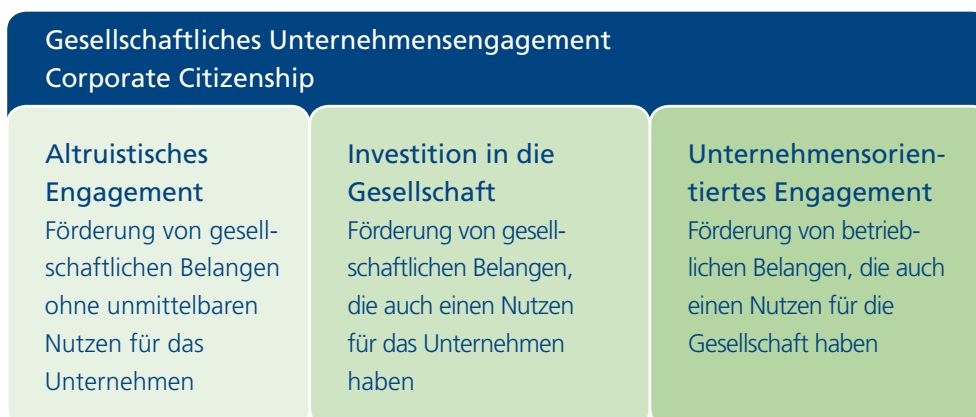 Gesellschaftliches Unternehmensengagement
Corporate Citizenship
Altruistisches
Engagement
Förderung von gesell-
schaftlichen Belangen
ohne unmittelbaren
Nutzen für das
Unternehmen
Investition in die
Gesellschaft
Förderung von gesell-
schaftlichen Belangen,
die auch einen Nutzen
für das Unternehmen
haben
Unternehmensorien-
tiertes Engagement
Förderung von betrieb-
lichen Belangen, die auch
einen Nutzen für die
Gesellschaft haben